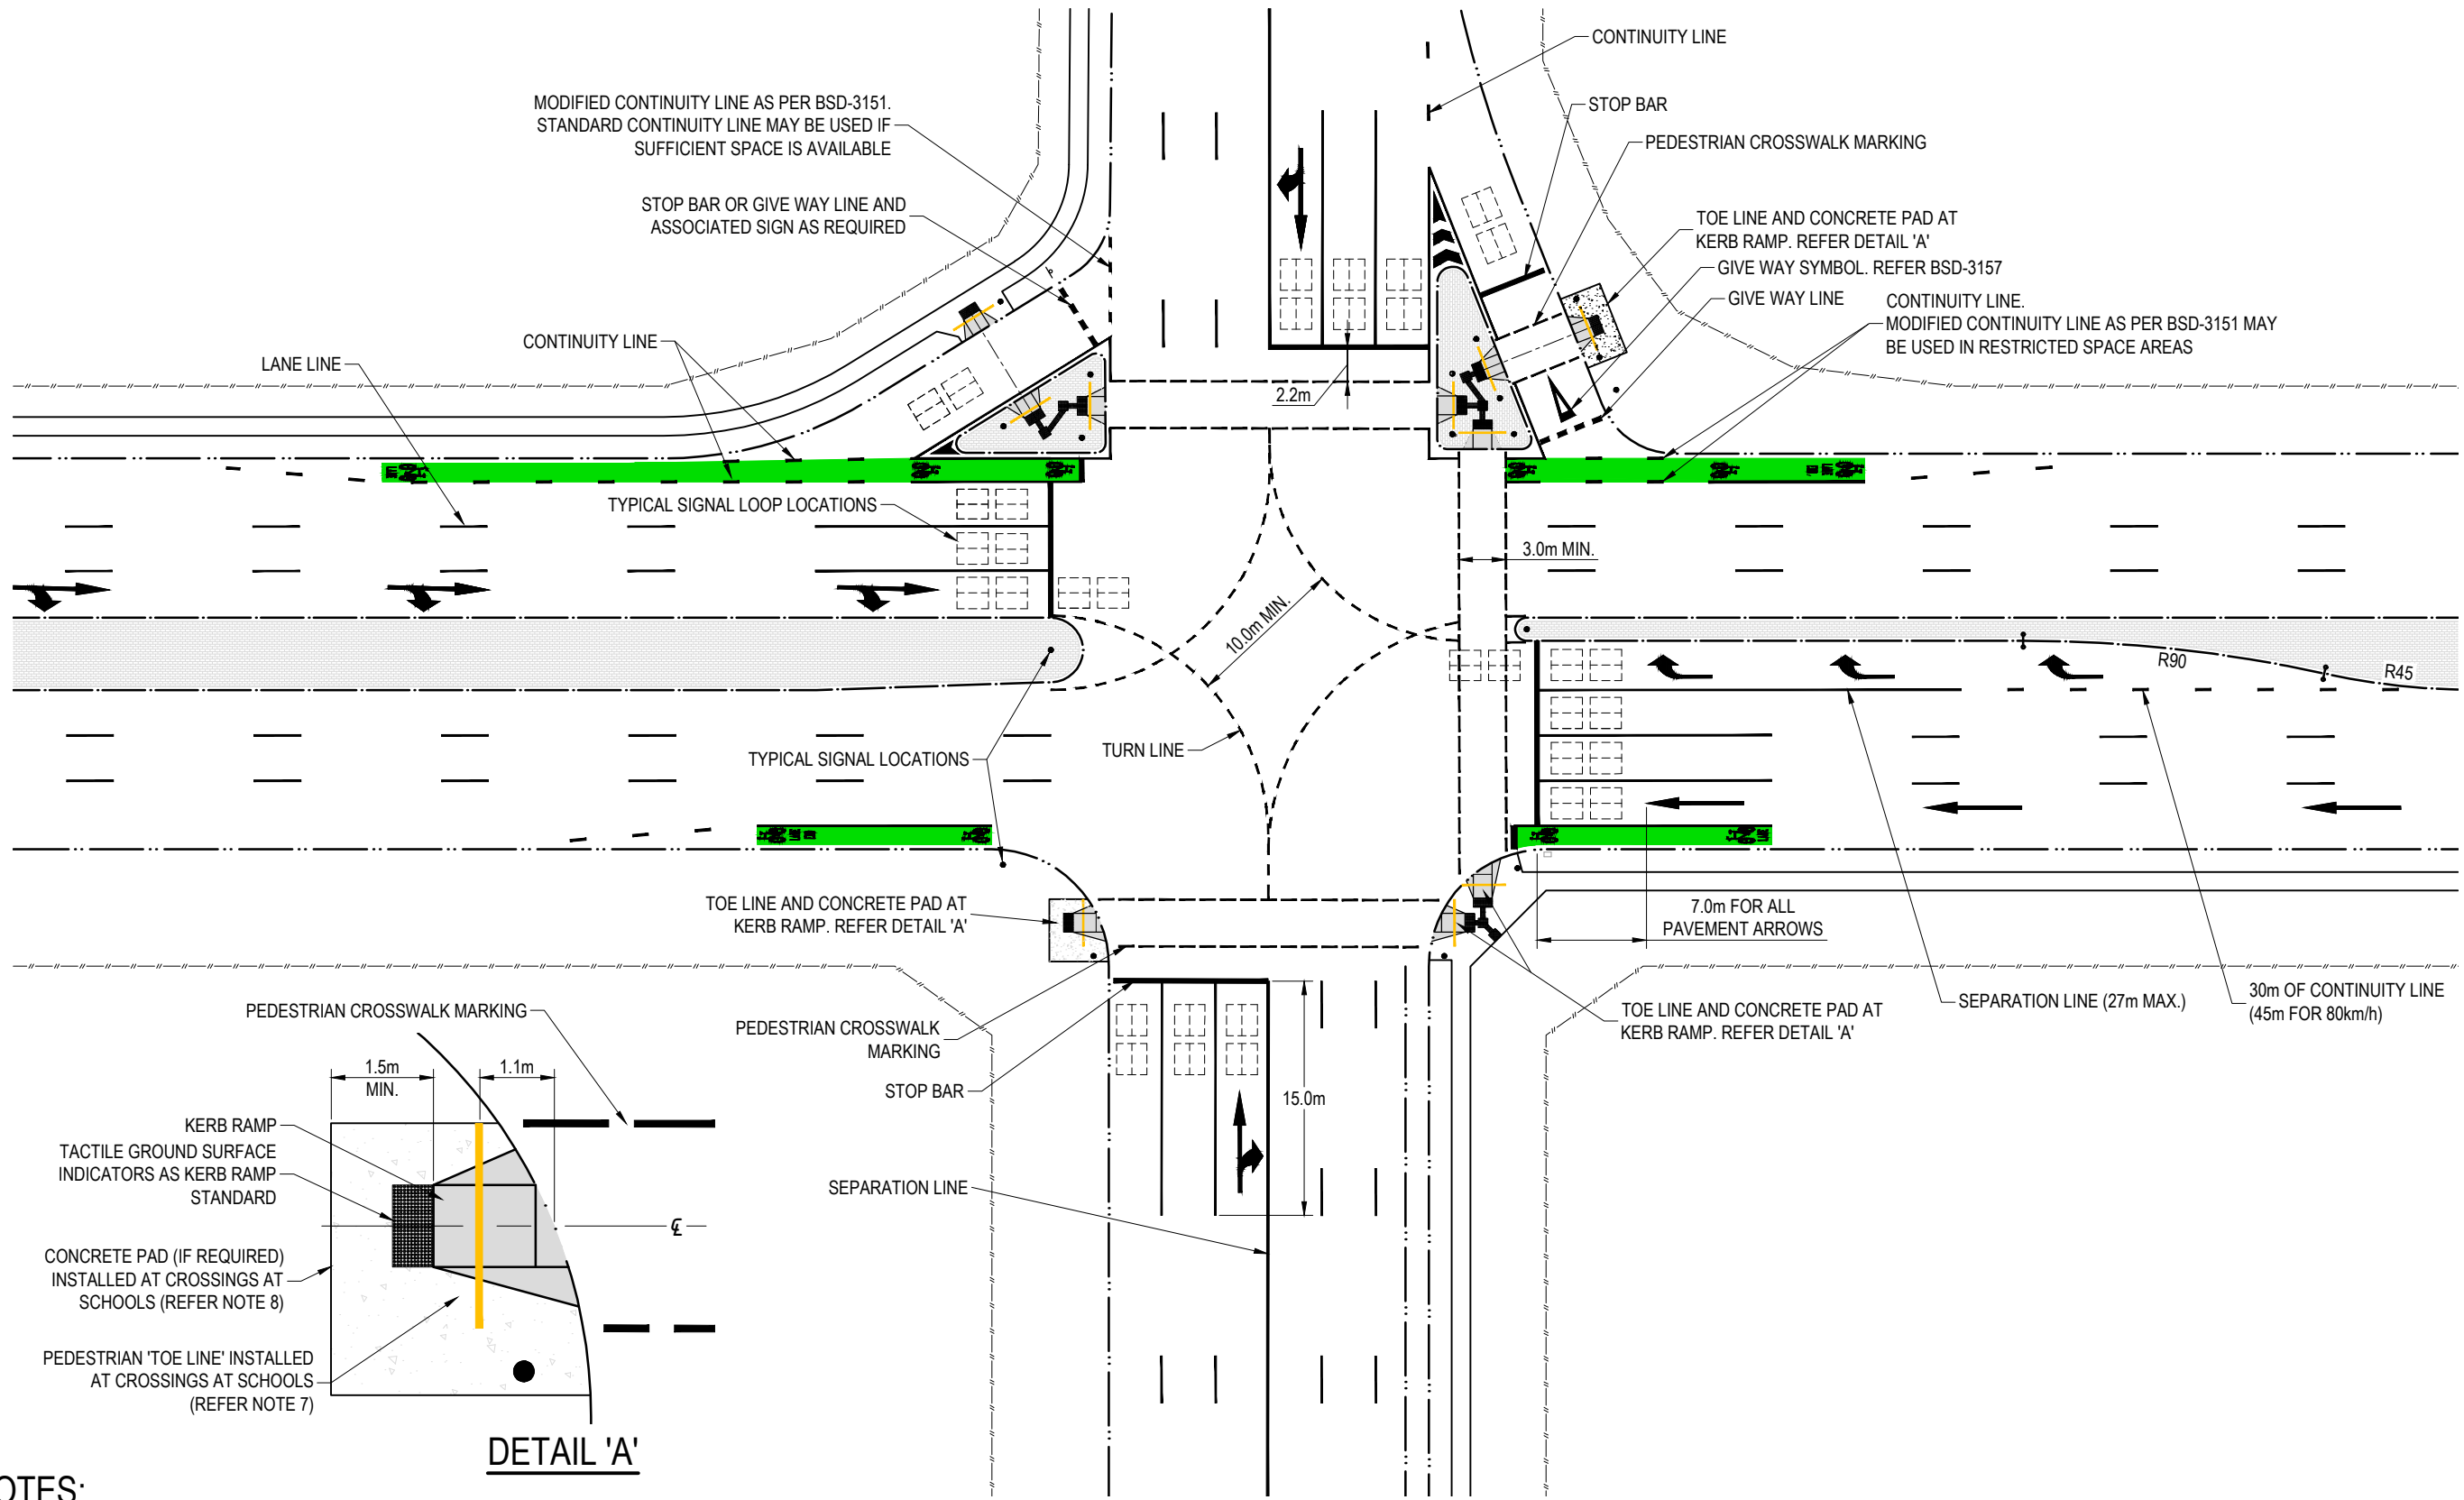 CONTINUITY LINE
MODIFIED CONTINUITY LINE AS PER BSD-3151.
STANDARD CONTINUITY LINE MAY BE USED IF
SUFFICIENT SPACE IS AVAILABLE
STOP BAR
PEDESTRIAN CROSSWALK MARKING
STOP BAR OR GIVE WAY LINE AND
ASSOCIATED SIGN AS REQUIRED
TOE LINE AND CONCRETE PAD AT
KERB RAMP. REFER DETAIL 'A'
GIVE WAY SYMBOL. REFER BSD-3157
GIVE WAY LINE
CONTINUITY LINE.
MODIFIED CONTINUITY LINE AS PER BSD-3151 MAY
BE USED IN RESTRICTED SPACE AREAS
CONTINUITY LINE
LANE LINE
2.2m
TYPICAL SIGNAL LOOP LOCATIONS
3.0m MIN.
10.0m MIN.
R90
R45
TURN LINE
TYPICAL SIGNAL LOCATIONS
TOE LINE AND CONCRETE PAD AT
KERB RAMP. REFER DETAIL 'A'
7.0m FOR ALL
PAVEMENT ARROWS
SEPARATION LINE (27m MAX.)
30m OF CONTINUITY LINE
(45m FOR 80km/h)
TOE LINE AND CONCRETE PAD AT
KERB RAMP. REFER DETAIL 'A'
PEDESTRIAN CROSSWALK
MARKING
STOP BAR
15.0m
SEPARATION LINE
PEDESTRIAN CROSSWALK MARKING
1.5m
MIN.
1.1m
KERB RAMP
TACTILE GROUND SURFACE
INDICATORS AS KERB RAMP
STANDARD
CONCRETE PAD (IF REQUIRED)
INSTALLED AT CROSSINGS AT
SCHOOLS (REFER NOTE 8)
PEDESTRIAN 'TOE LINE' INSTALLED
AT CROSSINGS AT SCHOOLS
(REFER NOTE 7)
℄
DETAIL 'A'
OTES: